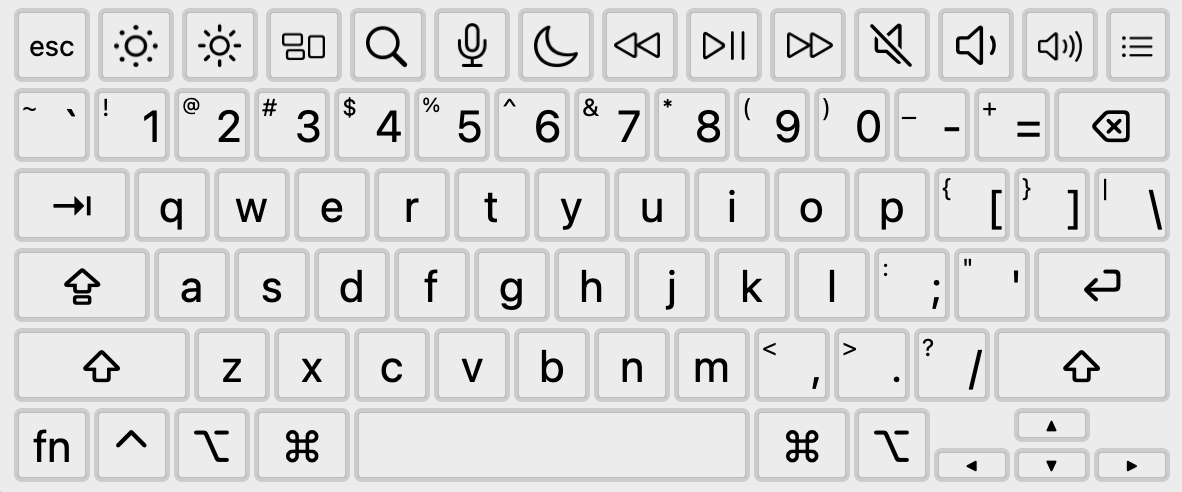 esc
~ ` ! 1 @ 2 # 3 $ 4 % 5 ^ 6 & 7 * 8 ( 9 ) 0 _ - + =
q w e r t y u i o p { [ } ] | \
a s d f g h j k l : ; " '
z x c v b n m < , > . ? /
fn ⌃ ⌥ ⌘ ⌘ ⌥